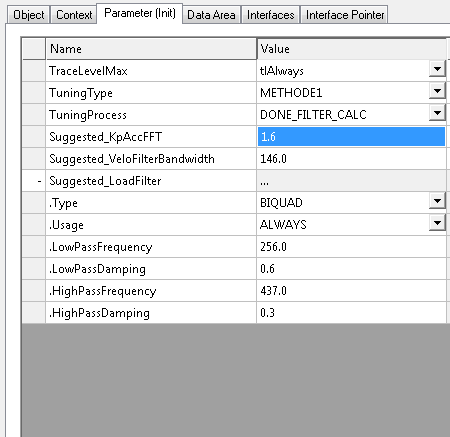 Object Context Parameter (Init) Data Area Interfaces Interface Pointer
Name Value
TraceLevelMax tlAlways
TuningType METHODE1
TuningProcess DONE_FILTER_CALC
Suggested_KpAccFFT 1.6
Suggested_VeloFilterBandwidth 146.0
- Suggested_LoadFilter ...
.Type BIQUAD
.Usage ALWAYS
.LowPassFrequency 256.0
.LowPassDamping 0.6
.HighPassFrequency 437.0
.HighPassDamping 0.3